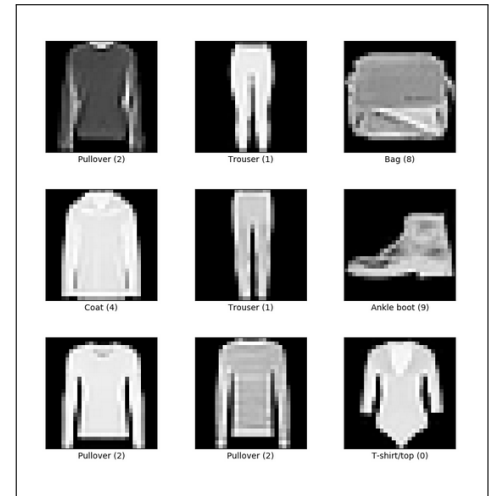 Pullover (2)
Trouser (1)
Bag (8)
Coat (4)
Trouser (1)
Ankle boot (9)
Pullover (2)
Pullover (2)
T-shirt/top (0)